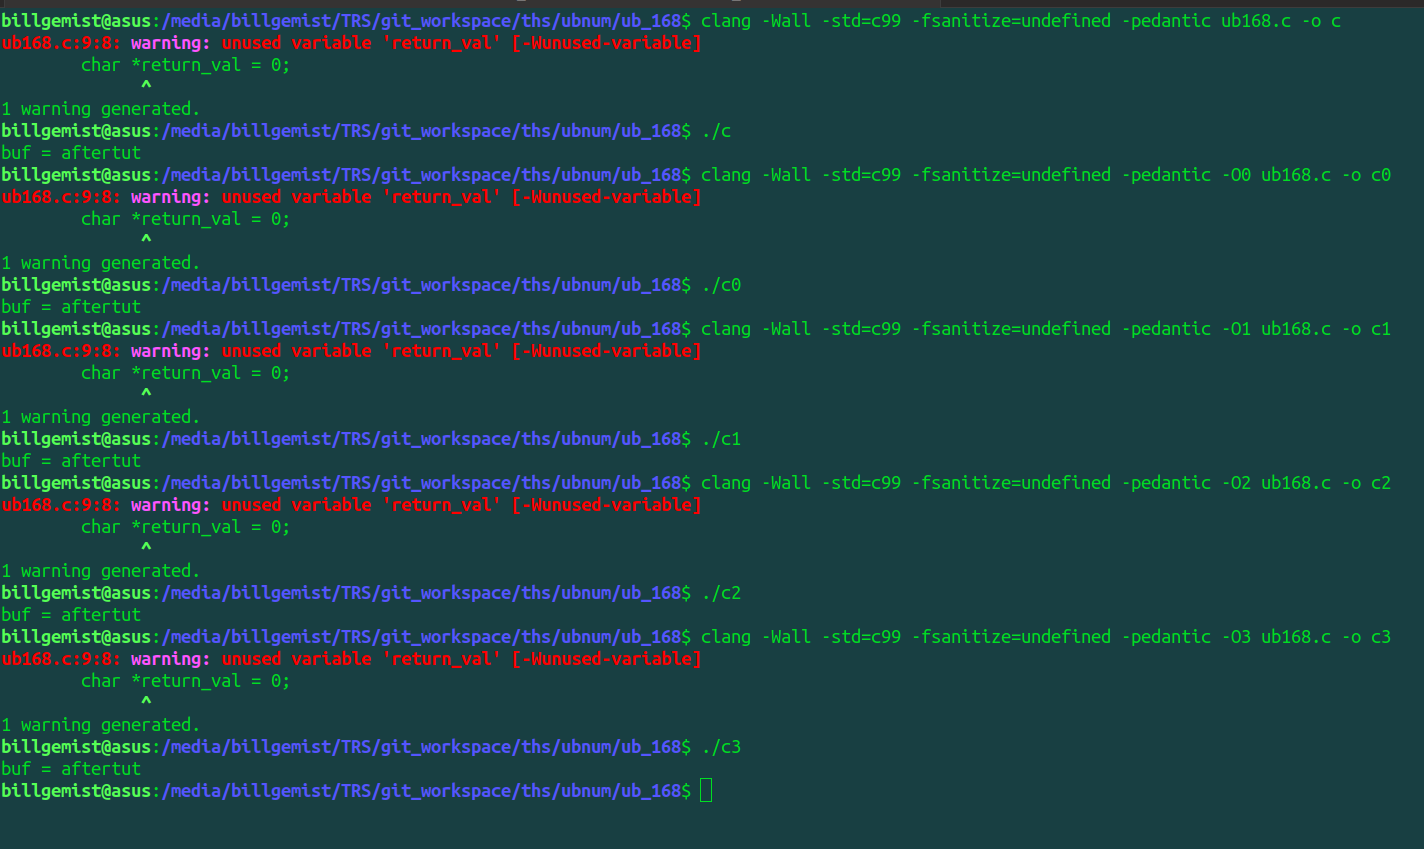 billgemist@asus:/media/billgemist/TRS/git_workspace/ths/ubnum/ub_168$ clang -Wall -std=c99 -fsanitize=undefined -pedantic ub168.c -o c
ub168.c:9:8: warning: unused variable 'return_val' [-Wunused-variable]
        char *return_val = 0;
              ^
1 warning generated.
billgemist@asus:/media/billgemist/TRS/git_workspace/ths/ubnum/ub_168$ ./c
buf = aftertut
billgemist@asus:/media/billgemist/TRS/git_workspace/ths/ubnum/ub_168$ clang -Wall -std=c99 -fsanitize=undefined -pedantic -O0 ub168.c -o c0
ub168.c:9:8: warning: unused variable 'return_val' [-Wunused-variable]
        char *return_val = 0;
              ^
1 warning generated.
billgemist@asus:/media/billgemist/TRS/git_workspace/ths/ubnum/ub_168$ ./c0
buf = aftertut
billgemist@asus:/media/billgemist/TRS/git_workspace/ths/ubnum/ub_168$ clang -Wall -std=c99 -fsanitize=undefined -pedantic -O1 ub168.c -o c1
ub168.c:9:8: warning: unused variable 'return_val' [-Wunused-variable]
        char *return_val = 0;
              ^
1 warning generated.
billgemist@asus:/media/billgemist/TRS/git_workspace/ths/ubnum/ub_168$ ./c1
buf = aftertut
billgemist@asus:/media/billgemist/TRS/git_workspace/ths/ubnum/ub_168$ clang -Wall -std=c99 -fsanitize=undefined -pedantic -O2 ub168.c -o c2
ub168.c:9:8: warning: unused variable 'return_val' [-Wunused-variable]
        char *return_val = 0;
              ^
1 warning generated.
billgemist@asus:/media/billgemist/TRS/git_workspace/ths/ubnum/ub_168$ ./c2
buf = aftertut
billgemist@asus:/media/billgemist/TRS/git_workspace/ths/ubnum/ub_168$ clang -Wall -std=c99 -fsanitize=undefined -pedantic -O3 ub168.c -o c3
ub168.c:9:8: warning: unused variable 'return_val' [-Wunused-variable]
        char *return_val = 0;
              ^
1 warning generated.
billgemist@asus:/media/billgemist/TRS/git_workspace/ths/ubnum/ub_168$ ./c3
buf = aftertut
billgemist@asus:/media/billgemist/TRS/git_workspace/ths/ubnum/ub_168$